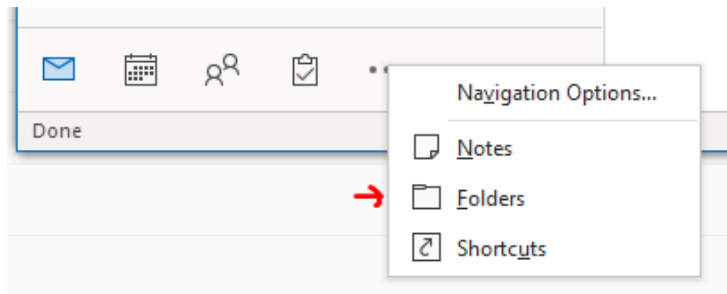 Navigation Options...
Done
Notes
Folders
Shortcuts